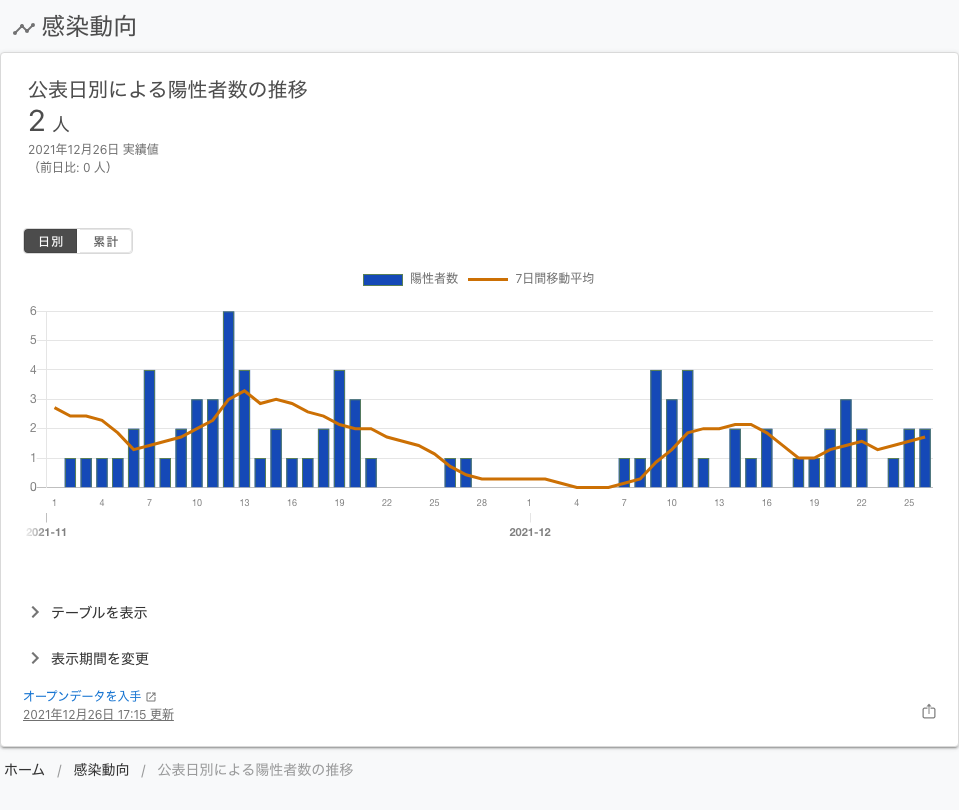 感染動向
公表日別による陽性者数の推移
2 人
2021年12月26日 実績値
（前日比: 0 人）
日別 累計
陽性者数 7日間移動平均
6
5
4
3
2
1
0
1 4 7 10 13 16 19 22 25 28 1 4 7 10 13 16 19 22 25
2021-11 2021-12
テーブルを表示
表示期間を変更
オープンデータを入手
2021年12月26日 17:15 更新
ホーム / 感染動向 / 公表日別による陽性者数の推移